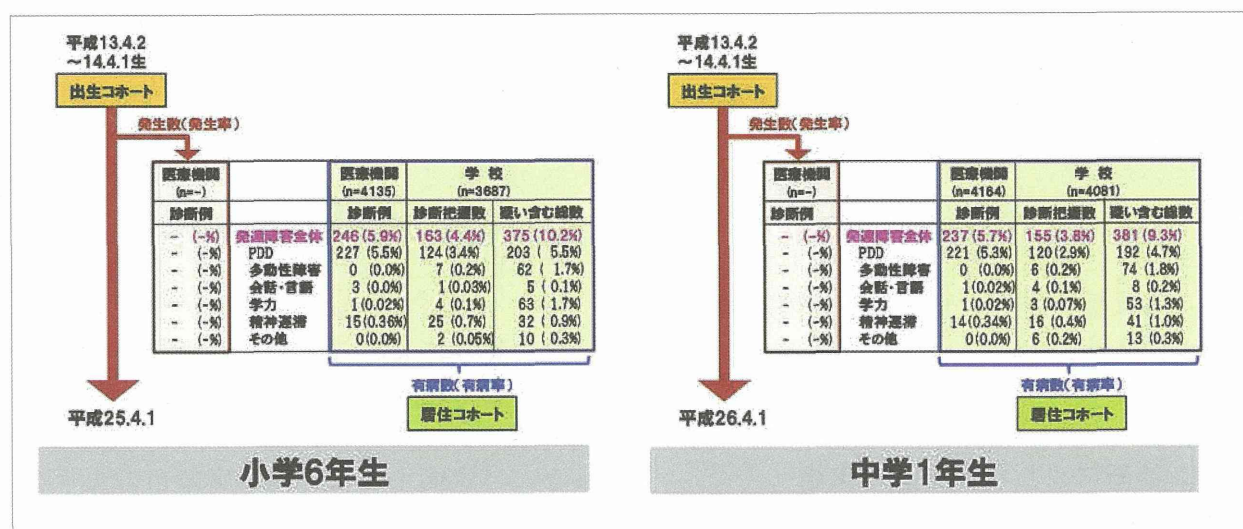 平成13.4.2
～14.4.1生
出生コホート
発生数(発生率)
医療機関 医療機関 学 校
(n=-) (n=4135) (n=3687)
診断例 診断例 診断把握数 疑い含む総数
- (-%) 発達障害全体 246 (5.9%) 163 (4.4%) 375 (10.2%)
- (-%) PDD 227 (5.5%) 124 (3.4%) 203 ( 5.5%)
- (-%) 多動性障害 0 (0.0%) 7 (0.2%) 62 ( 1.7%)
- (-%) 会話・言語 3 (0.0%) 1 (0.03%) 5 ( 0.1%)
- (-%) 学力 1 (0.02%) 4 (0.1%) 63 ( 1.7%)
- (-%) 精神遅滞 15(0.36%) 25 (0.7%) 32 ( 0.9%)
- (-%) その他 0(0.0%) 2 (0.05%) 10 ( 0.3%)
有病数(有病率)
居住コホート
平成25.4.1
小学6年生
平成13.4.2
～14.4.1生
出生コホート
発生数(発生率)
医療機関 医療機関 学 校
(n=-) (n=4164) (n=4081)
診断例 診断例 診断把握数 疑い含む総数
- (-%) 発達障害全体 237 (5.7%) 155 (3.8%) 381 (9.3%)
- (-%) PDD 221 (5.3%) 120 (2.9%) 192 (4.7%)
- (-%) 多動性障害 0 (0.0%) 6 (0.2%) 74 (1.8%)
- (-%) 会話・言語 1 (0.02%) 4 (0.1%) 8 (0.2%)
- (-%) 学力 1 (0.02%) 3 (0.07%) 53 (1.3%)
- (-%) 精神遅滞 14(0.34%) 16 (0.4%) 41 (1.0%)
- (-%) その他 0(0.0%) 6 (0.2%) 13 (0.3%)
有病数(有病率)
居住コホート
平成26.4.1
中学1年生